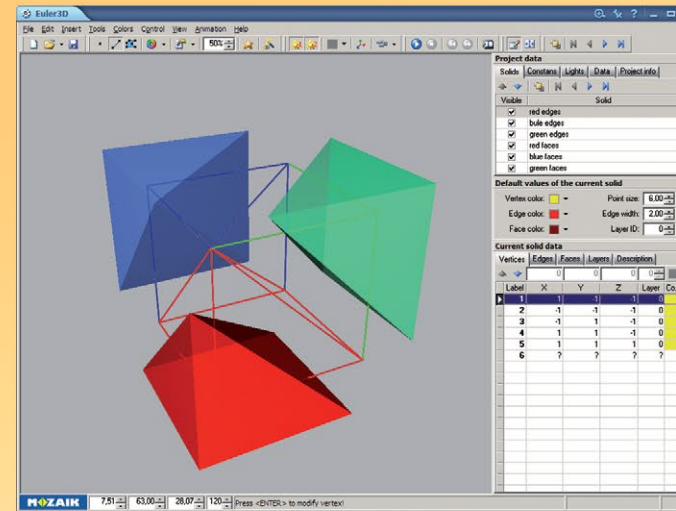 Euler3D
File Edit Insert Tools Colors Control View Animation Help
50%
Project data
Solids Constans Lights Data Project info
Visible Solid
red edges
bule edges
green edges
red faces
blue faces
green faces
Default values of the current solid
Vertex color: Point size: 6,00
Edge color: Edge width: 2,00
Face color: Layer ID: 0
Current solid data
Vertices Edges Faces Layers Description
0 0 0 0
Label X Y Z Layer Co.
1 1 -1 -1 0
2 -1 -1 -1 0
3 -1 1 -1 0
4 1 1 -1 0
5 1 1 1 0
6 ? ? ? ?
MOZAIK 7,51 63,00 28,07 120 Press <ENTER> to modify vertex!